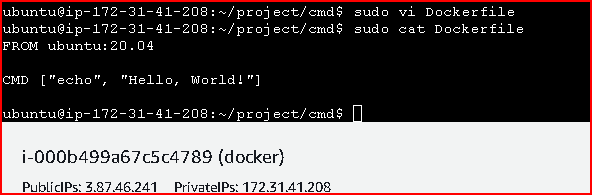 ubuntu@ip-172-31-41-208:~/project/cmd$ sudo vi Dockerfile
ubuntu@ip-172-31-41-208:~/project/cmd$ sudo cat Dockerfile
FROM ubuntu:20.04
CMD ["echo", "Hello, World!"]
ubuntu@ip-172-31-41-208:~/project/cmd$
i-000b499a67c5c4789 (docker)
PublicIPs: 3.87.46.241 PrivateIPs: 172.31.41.208